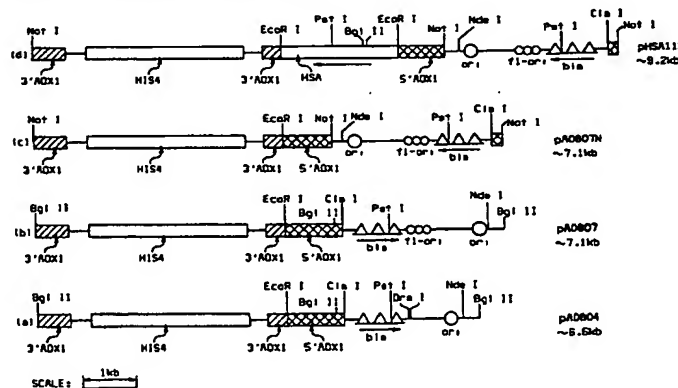 Pst I EcoR I Nde I Cla I
Not I EcoR I Bgl II Not I Pst I Not I
(d) pHSA11
3'AOX1 HIS4 3'AOX1 HSA 5'AOX1 ori f1-ori bla ~9.2kb
Not I EcoR I Not I Nde I Pst I Cla I Not I
(c) pAO807N
3'AOX1 HIS4 3'AOX1 5'AOX1 ori f1-ori bla ~7.1kb
Bgl II EcoR I Bgl II Cla I Pst I Nde I Bgl II
(b) pAO807
3'AOX1 HIS4 3'AOX1 5'AOX1 bla f1-ori ori ~7.1kb
Bgl II EcoR I Bgl II Cla I Pst I Dra I Nde I Bgl II
(a) pAO804
3'AOX1 HIS4 3'AOX1 5'AOX1 bla ori ~6.6kb
SCALE: 1kb